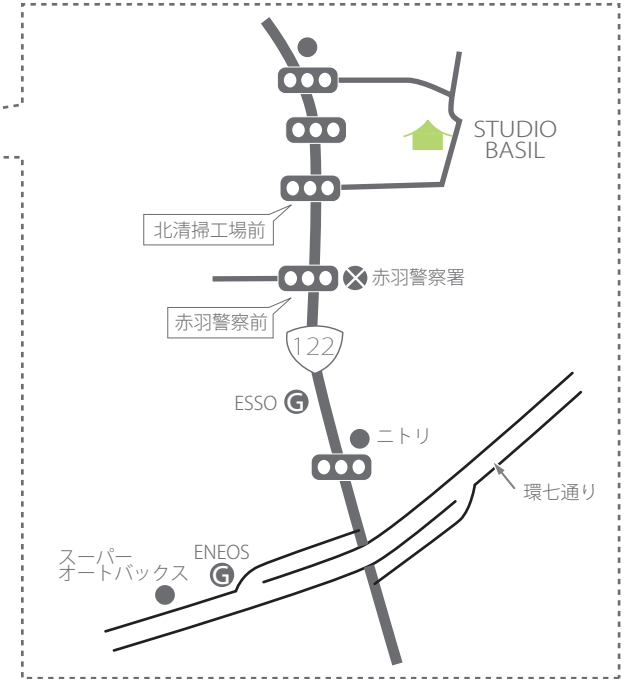 STUDIO
BASIL
北清掃工場前
赤羽警察署
赤羽警察前
122
ESSO
G
ニトリ
環七通り
ENEOS
G
スーパー
オートバックス